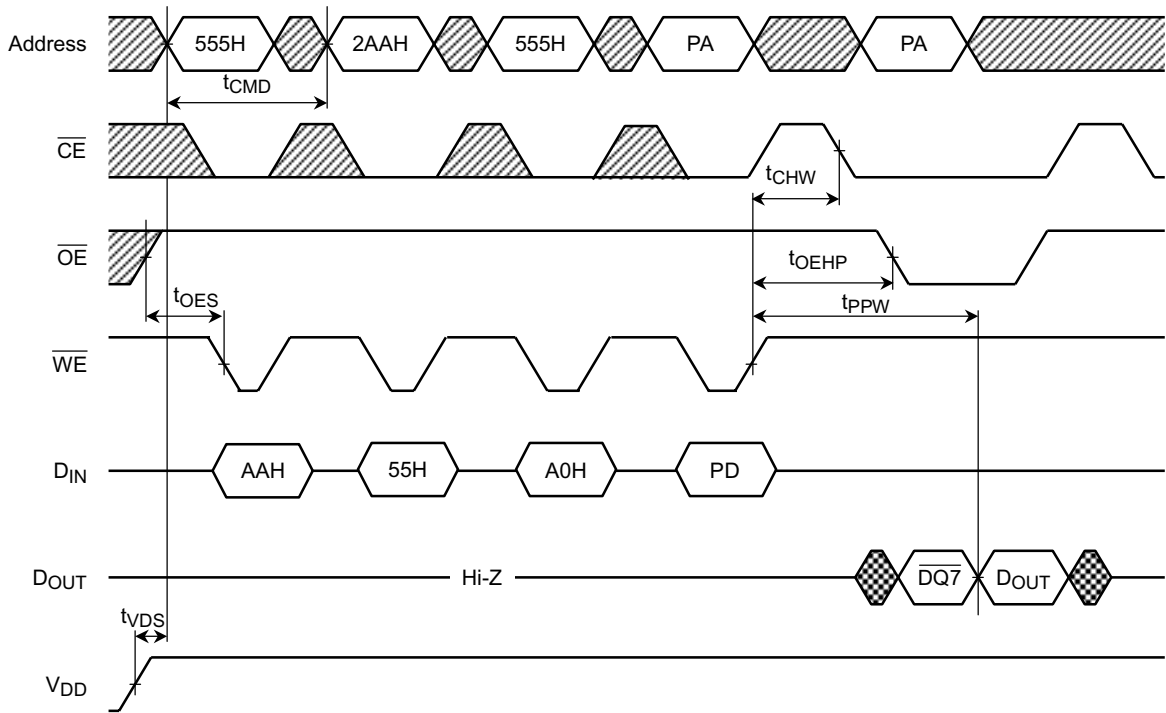 Address 555H 2AAH 555H PA PA
tCMD
CE
tCHW
OE
tOEHP
tOES
tPPW
WE
DIN AAH 55H A0H PD
DOUT Hi-Z DQ7 DOUT
tVDS
VDD